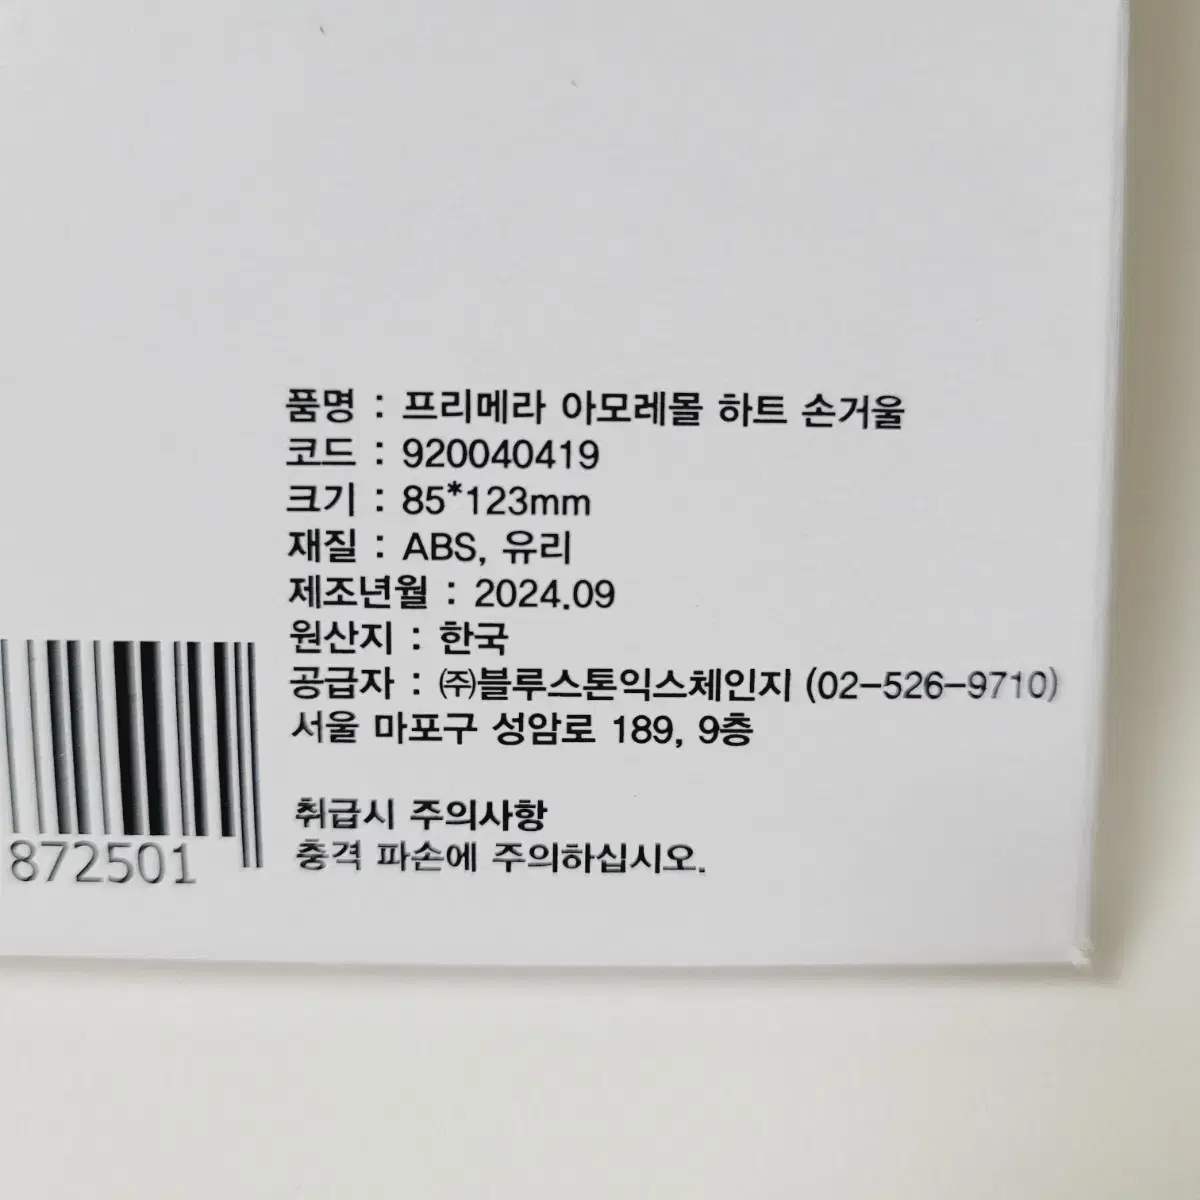 품명 : 프리메라 아모레몰 하트 손거울
코드 : 920040419
크기 : 85*123mm
재질 : ABS, 유리
제조년월 : 2024.09
원산지 : 한국
공급자 : ㈜블루스톤익스체인지 (02-526-9710)
서울 마포구 성암로 189, 9층
취급시 주의사항
충격 파손에 주의하십시오.
872501